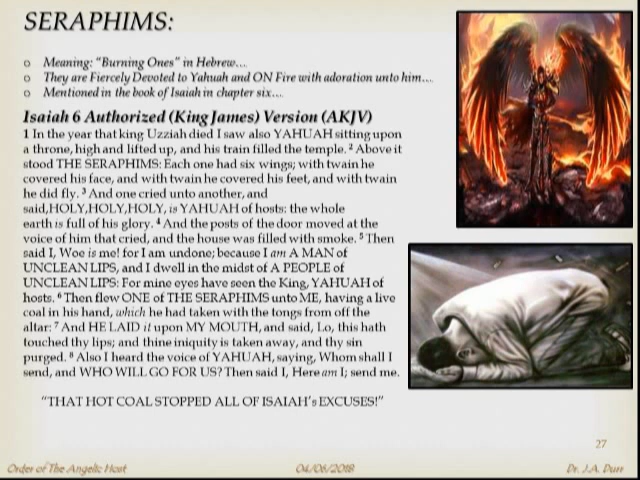 SERAPHIMS:
o Meaning: "Burning Ones" in Hebrew…
o They are Fiercely Devoted to Yahuah and ON Fire with adoration unto him…
o Mentioned in the book of Isaiah in chapter six…
Isaiah 6 Authorized (King James) Version (AKJV)
1 In the year that king Uzziah died I saw also YAHUAH sitting upon
a throne, high and lifted up, and his train filled the temple. 2 Above it
stood THE SERAPHIMS: Each one had six wings; with twain he
covered his face, and with twain he covered his feet, and with twain
he did fly. 3 And one cried unto another, and
said,HOLY,HOLY,HOLY, is YAHUAH of hosts: the whole
earth is full of his glory. 4 And the posts of the door moved at the
voice of him that cried, and the house was filled with smoke. 5 Then
said I, Woe is me! for I am undone; because I am A MAN of
UNCLEAN LIPS, and I dwell in the midst of A PEOPLE of
UNCLEAN LIPS: For mine eyes have seen the King, YAHUAH of
hosts. 6 Then flew ONE of THE SERAPHIMS unto ME, having a live
coal in his hand, which he had taken with the tongs from off the
altar: 7 And HE LAID it upon MY MOUTH, and said, Lo, this hath
touched thy lips; and thine iniquity is taken away, and thy sin
purged. 8 Also I heard the voice of YAHUAH, saying, Whom shall I
send, and WHO WILL GO FOR US? Then said I, Here am I; send me.
"THAT HOT COAL STOPPED ALL OF ISAIAH's EXCUSES!"
27
Order of The Angelic Host 04/06/2018 Dr. J.A. Durr